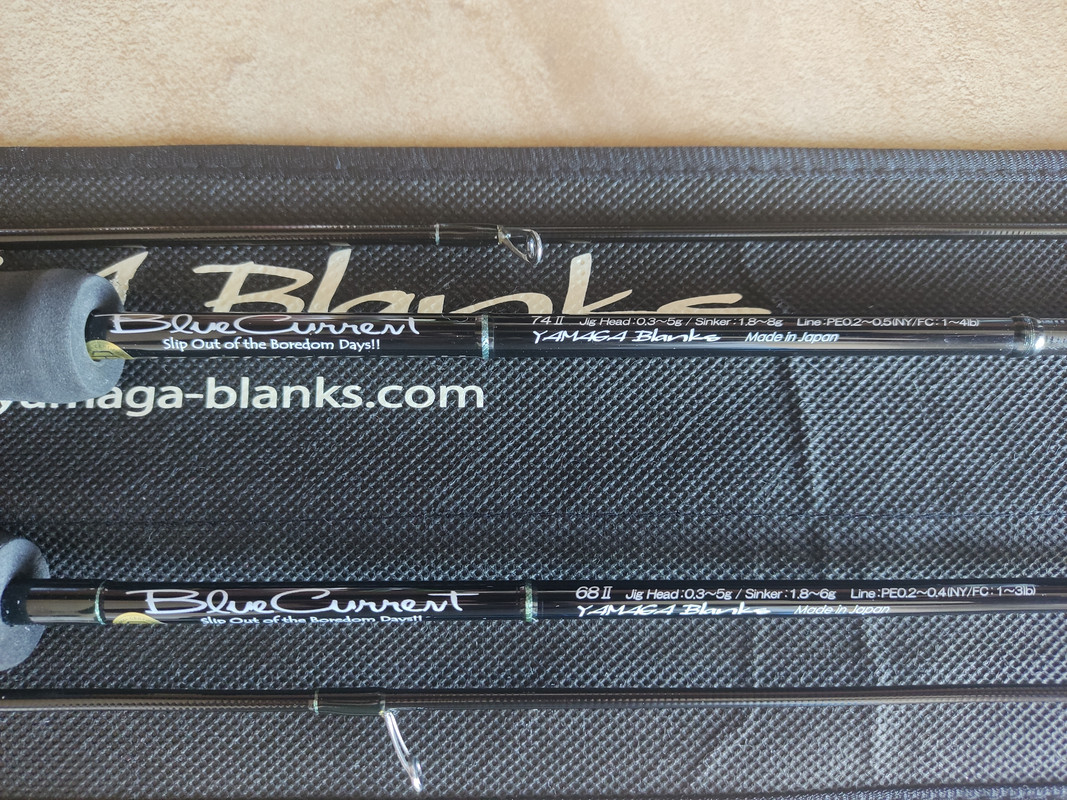 Blanks
BlueCurrent
Slip Out of the Boredom Days!!
74 II Jig Head:0.3~5g / Sinker:1.8~8g Line:PE0.2~0.5(NY/FC:1~4lb)
YAMAGA Blanks Made in Japan
yamaga-blanks.com
BlueCurrent
Slip Out of the Boredom Days!!
68 II Jig Head:0.3~5g / Sinker:1.8~6g Line:PE0.2~0.4(NY/FC:1~3lb)
YAMAGA Blanks Made in Japan